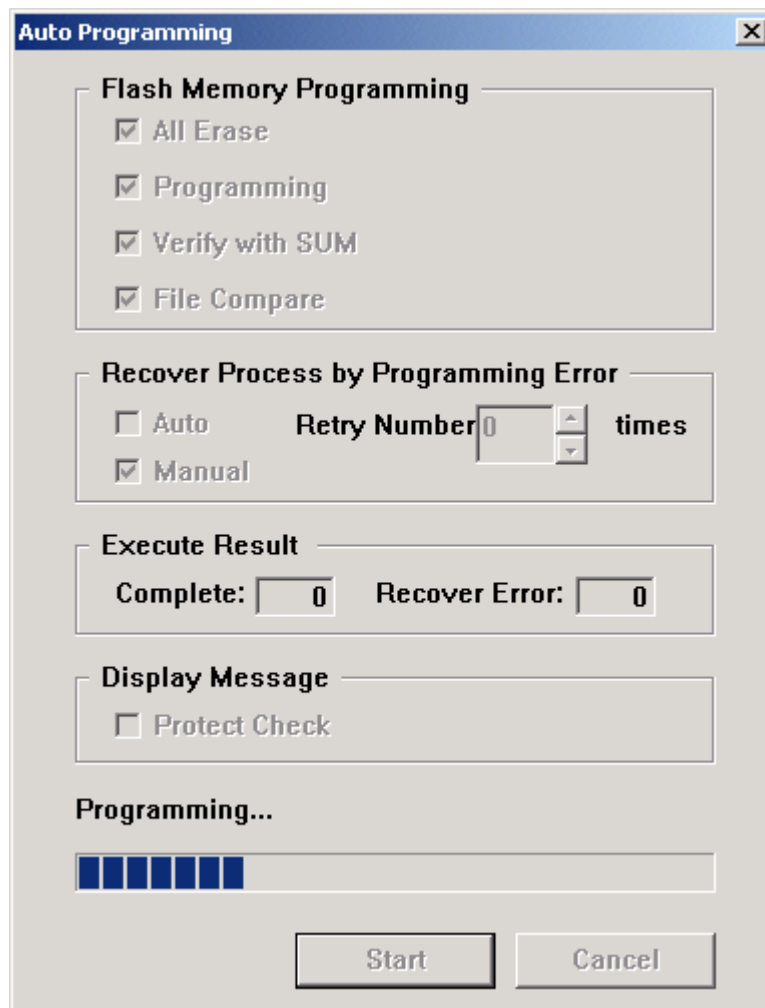 Auto Programming
Flash Memory Programming
All Erase
Programming
Verify with SUM
File Compare
Recover Process by Programming Error
Auto Retry Number 0 times
Manual
Execute Result
Complete: 0 Recover Error: 0
Display Message
Protect Check
Programming...
Start Cancel